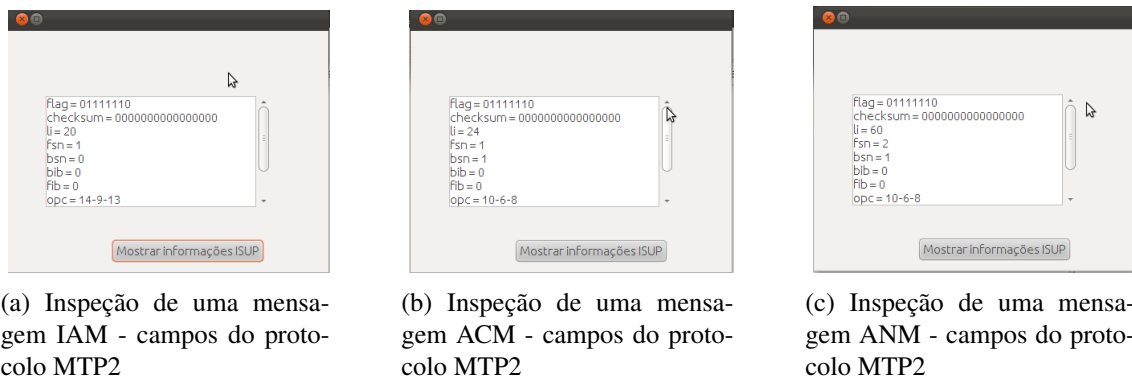 flag = 01111110
checksum = 0000000000000000
li = 20
fsn = 1
bsn = 0
bib = 0
fib = 0
opc = 14-9-13
Mostrar informações ISUP
(a) Inspeção de uma mensa-
gem IAM - campos do proto-
colo MTP2
flag = 01111110
checksum = 0000000000000000
li = 24
fsn = 1
bsn = 1
bib = 0
fib = 0
opc = 10-6-8
Mostrar informações ISUP
(b) Inspeção de uma mensa-
gem ACM - campos do proto-
colo MTP2
flag = 01111110
checksum = 0000000000000000
li = 60
fsn = 2
bsn = 1
bib = 0
fib = 0
opc = 10-6-8
Mostrar informações ISUP
(c) Inspeção de uma mensa-
gem ANM - campos do proto-
colo MTP2